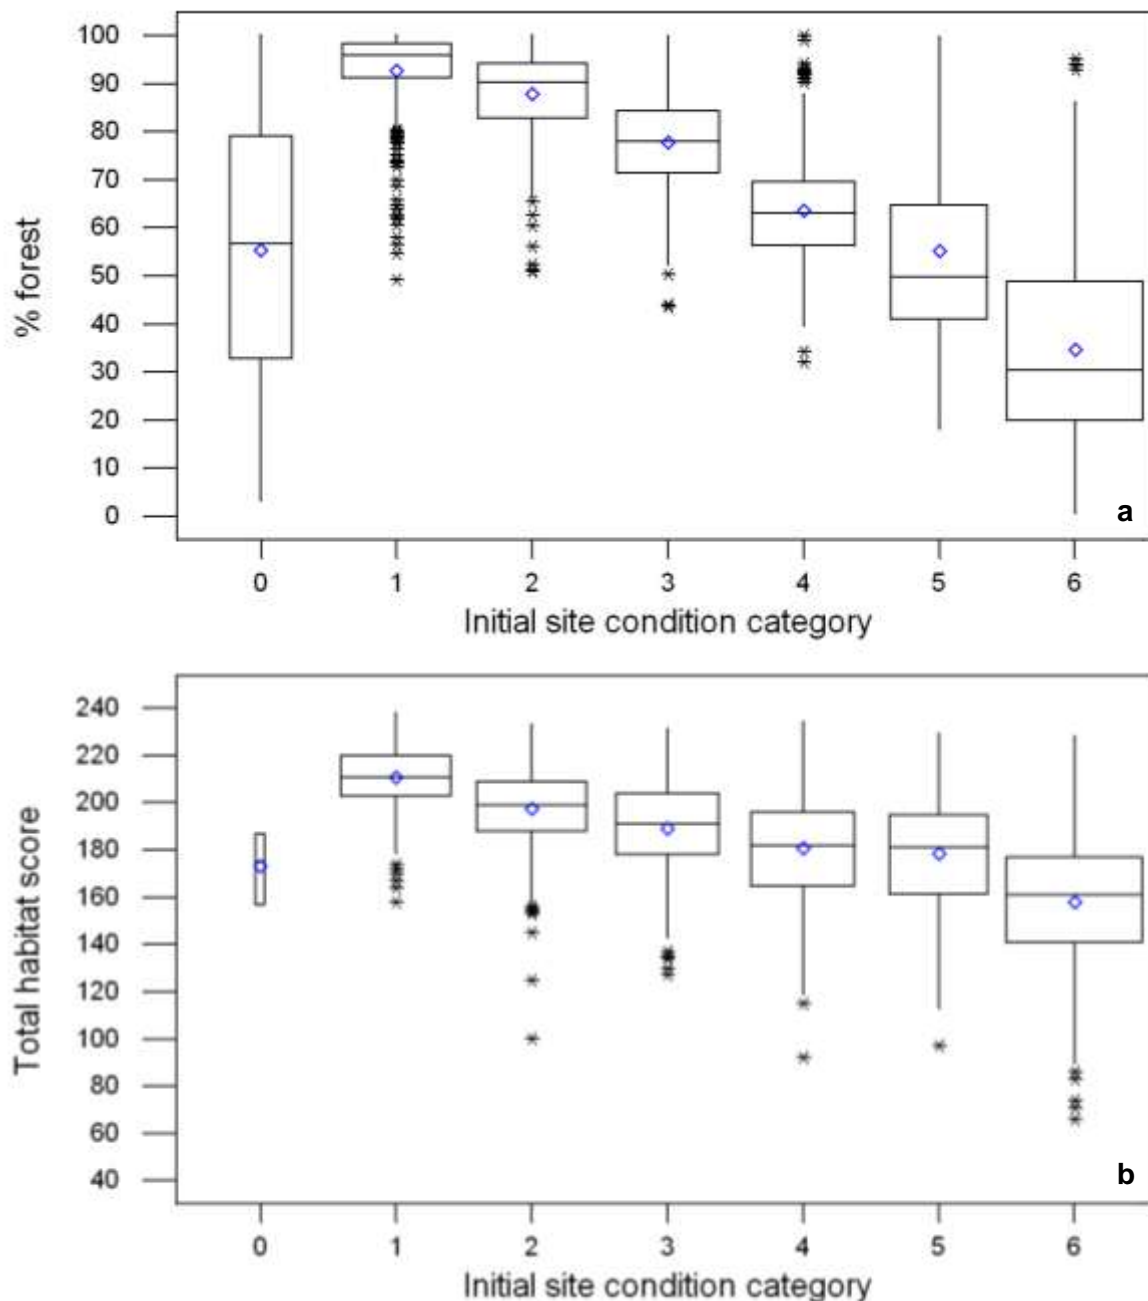 100
90
80
70
60
50
40
30
20
10
0
% forest
a
0 1 2 3 4 5 6
Initial site condition category
240
220
200
180
160
140
120
100
80
60
40
Total habitat score
b
0 1 2 3 4 5 6
Initial site condition category